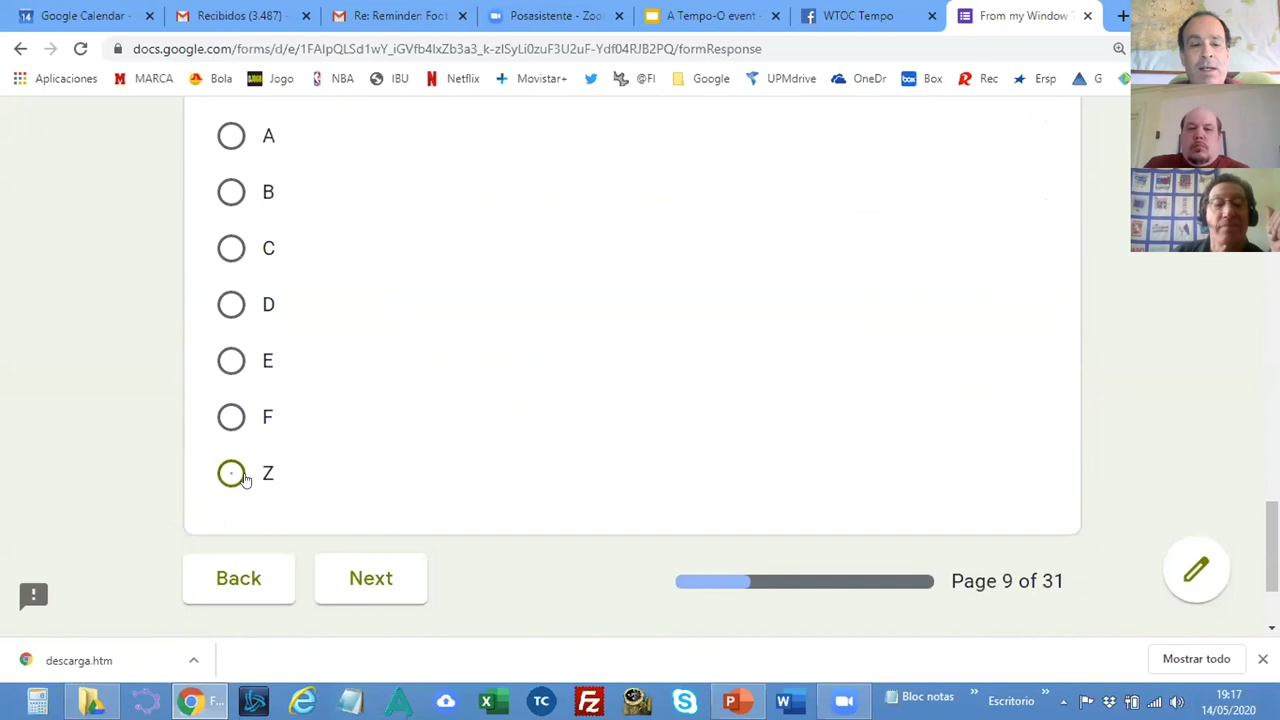 Google Calendar -
Recibidos (3.487) -
Re: Reminder: Foot
Posasistente - Zoo
A Tempo-O event -
WTOC Tempo
From my Window
docs.google.com/forms/d/e/1FAIpQLSd1wY_iGVfb4lxZb3a3_k-zISyLi0zuF3U2uF-Ydf04RJB2PQ/formResponse
Aplicaciones
MARCA
Bola
Jogo
NBA
IBU
Netflix
Movistar+
@FI
Google
UPMdrive
OneDr
Box
Rec
Ersp
G
A
B
C
D
E
F
Z
Back
Next
Page 9 of 31
descarga.htm
Mostrar todo
F...
Bloc notas
Escritorio
19:17
14/05/2020